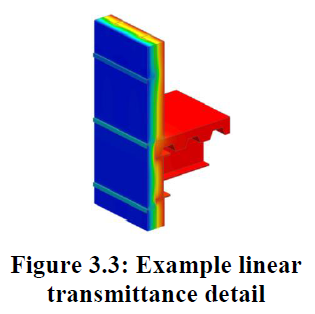 Figure 3.3: Example linear
transmittance detail